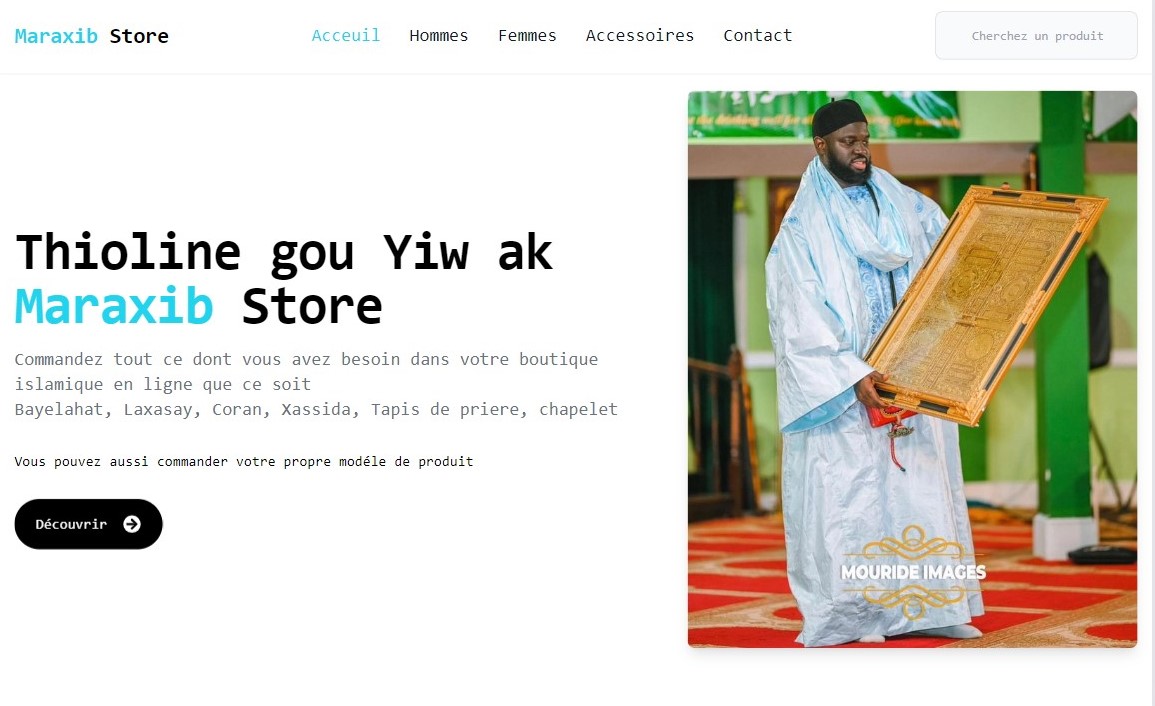 Maraxib Store
Acceuil
Hommes
Femmes
Accessoires
Contact
Cherchez un produit
Thioline gou Yiw ak
Maraxib Store
Commandez tout ce dont vous avez besoin dans votre boutique
islamique en ligne que ce soit
Bayelahat, Laxasay, Coran, Xassida, Tapis de priere, chapelet
Vous pouvez aussi commander votre propre modéle de produit
Découvrir
MOURIDE IMAGES